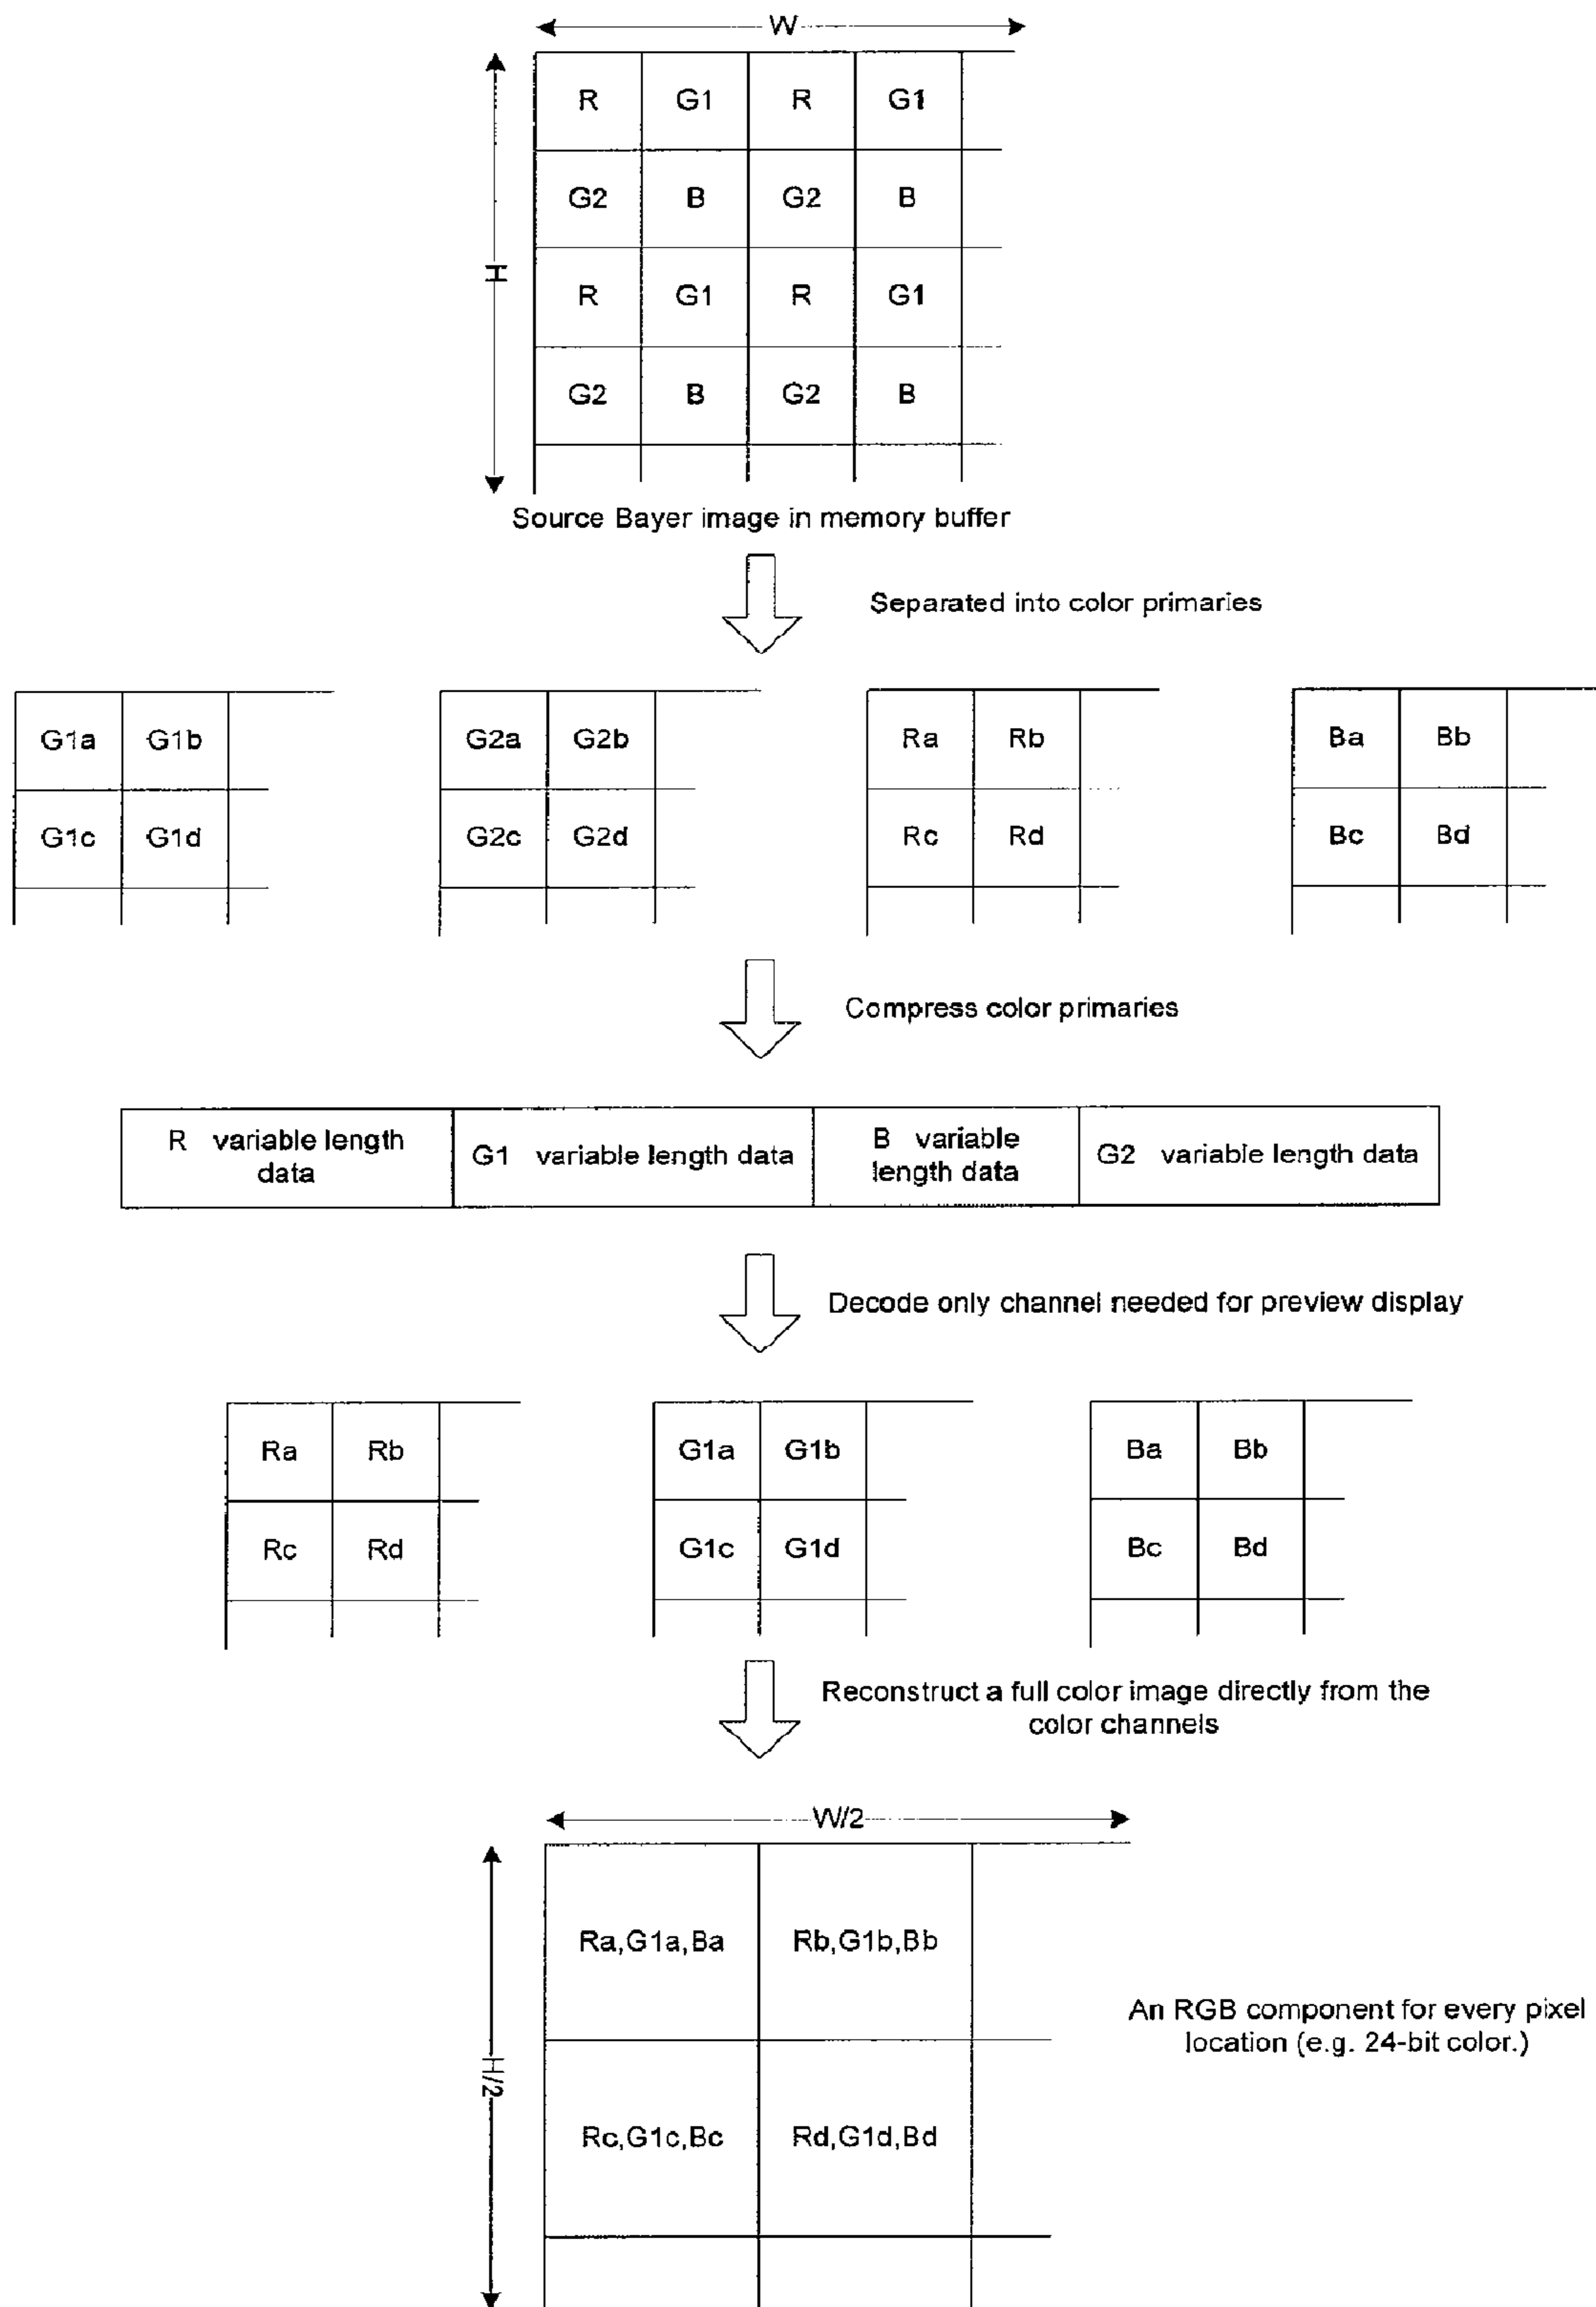 W
R G1 R G1
G2 B G2 B
H
R G1 R G1
G2 B G2 B
Source Bayer image in memory buffer
Separated into color primaries
G1a G1b G2a G2b Ra Rb Ba Bb
G1c G1d G2c G2d Rc Rd Bc Bd
Compress color primaries
R variable length
data
G1 variable length data
B variable
length data
G2 variable length data
Decode only channel needed for preview display
Ra Rb G1a G1b Ba Bb
Rc Rd G1c G1d Bc Bd
Reconstruct a full color image directly from the
color channels
W/2
Ra,G1a,Ba Rb,G1b,Bb
An RGB component for every pixel
location (e.g. 24-bit color.)
H/2
Rc,G1c,Bc Rd,G1d,Bd